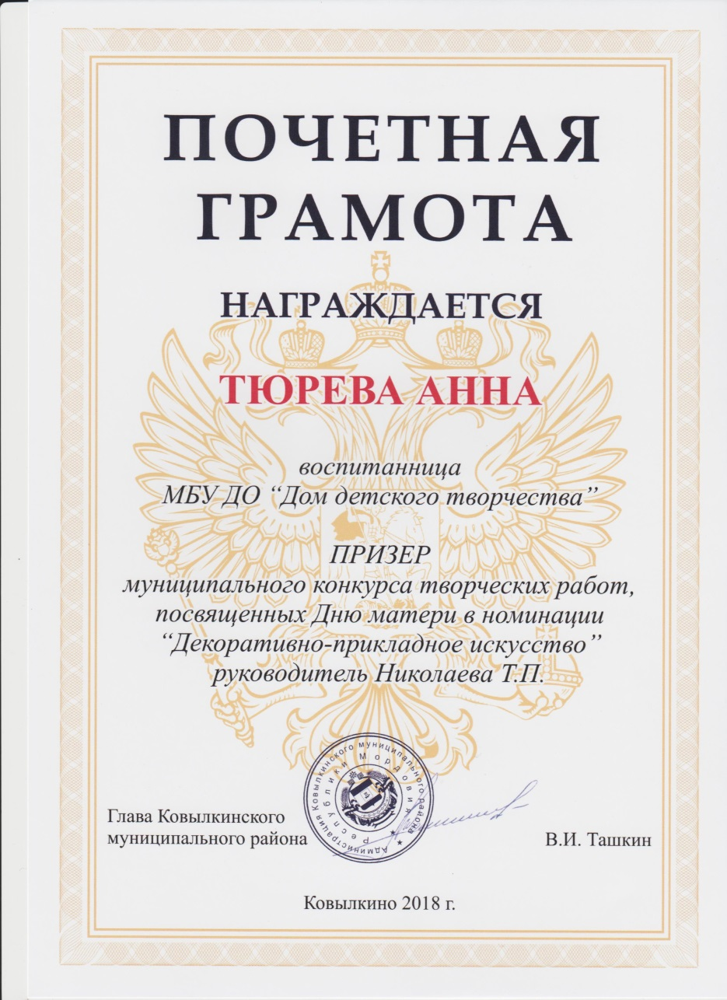 ПОЧЕТНАЯ
ГРАМОТА
НАГРАЖДАЕТСЯ
ТЮРЕВА АННА
воспитанница
МБУ ДО “Дом детского творчества”
ПРИЗЕР
муниципального конкурса творческих работ,
посвященных Дню матери в номинации
“Декоративно-прикладное искусство”
руководитель Николаева Т.П.
Администрация Ковылкинского муниципального района
Республики Мордовия
Глава Ковылкинского
муниципального района
В.И. Ташкин
Ковылкино 2018 г.